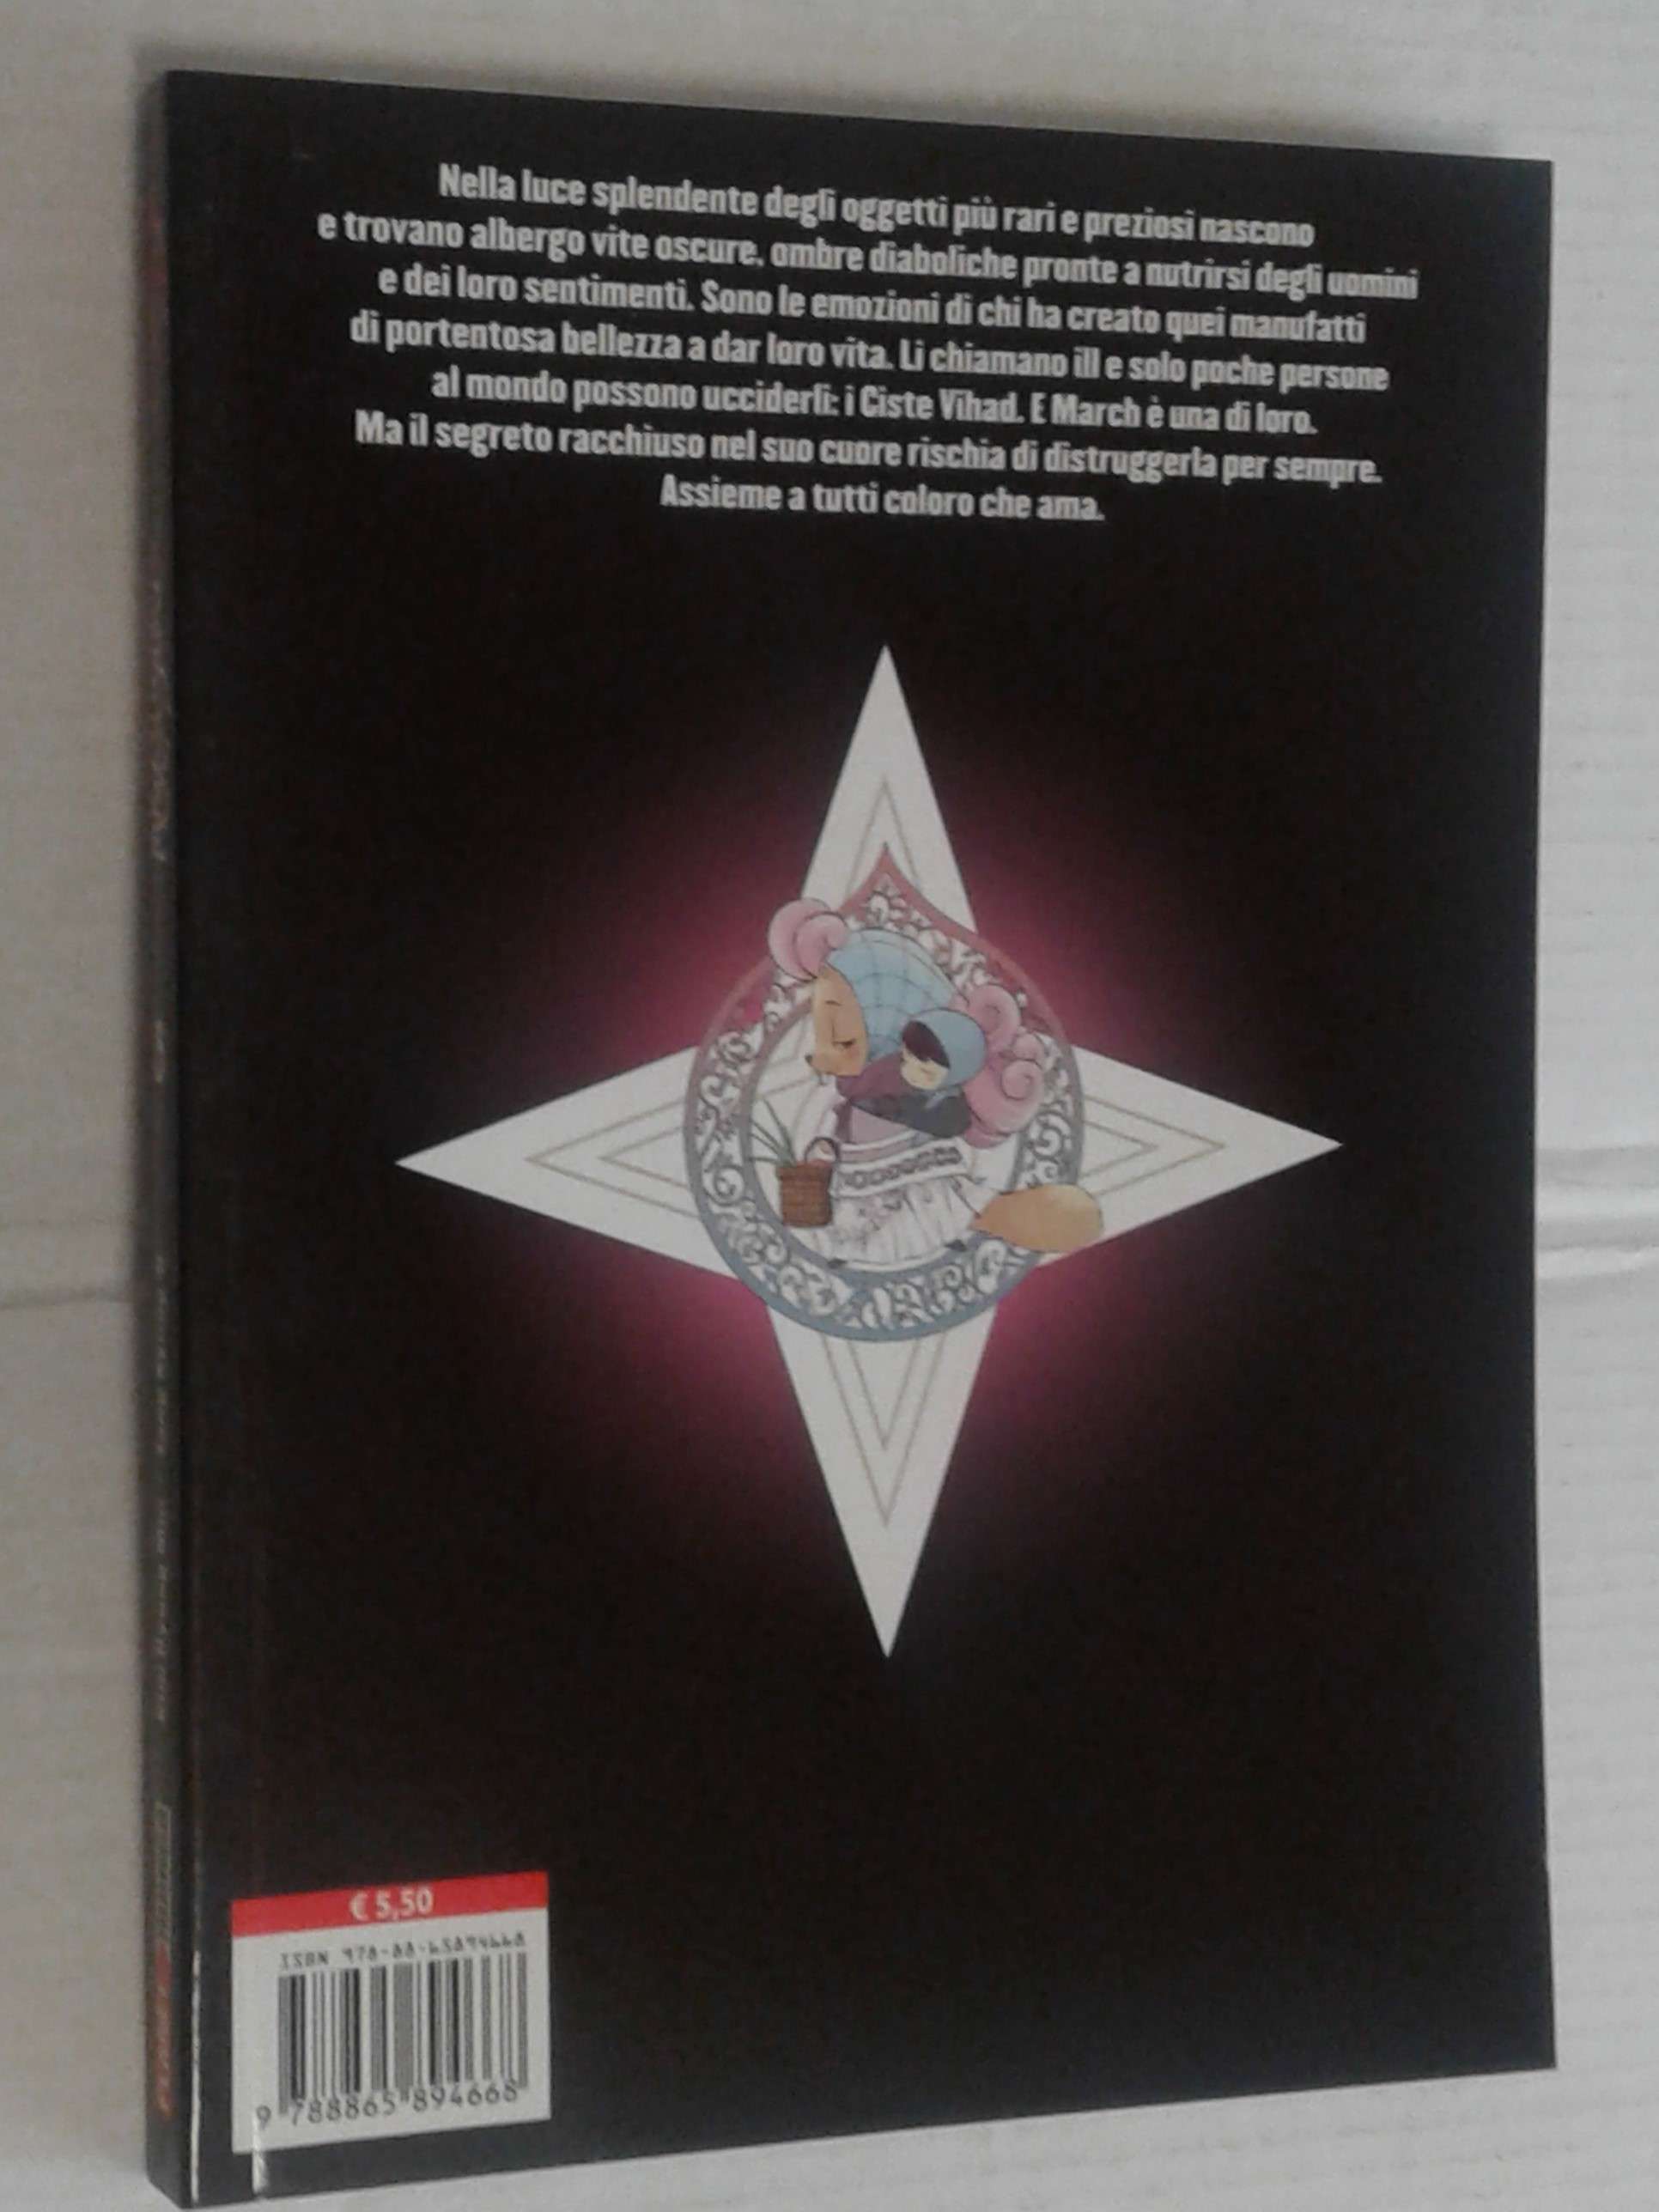 Nella luce splendente degli oggetti più rari e preziosi nascono
e trovano albergo vite oscure, ombre diaboliche pronte a nutrirsi degli uomini
e dei loro sentimenti. Sono le emozioni di chi ha creato quei manufatti
di portentosa bellezza a dar loro vita. Li chiamano ill e solo poche persone
al mondo possono ucciderli: i Ciste Vihad. E March è una di loro.
Ma il segreto racchiuso nel suo cuore rischia di distruggerla per sempre.
Assieme a tutti coloro che ama.
€ 5,50
ISBN 978-88-65894668
9 788865 894668